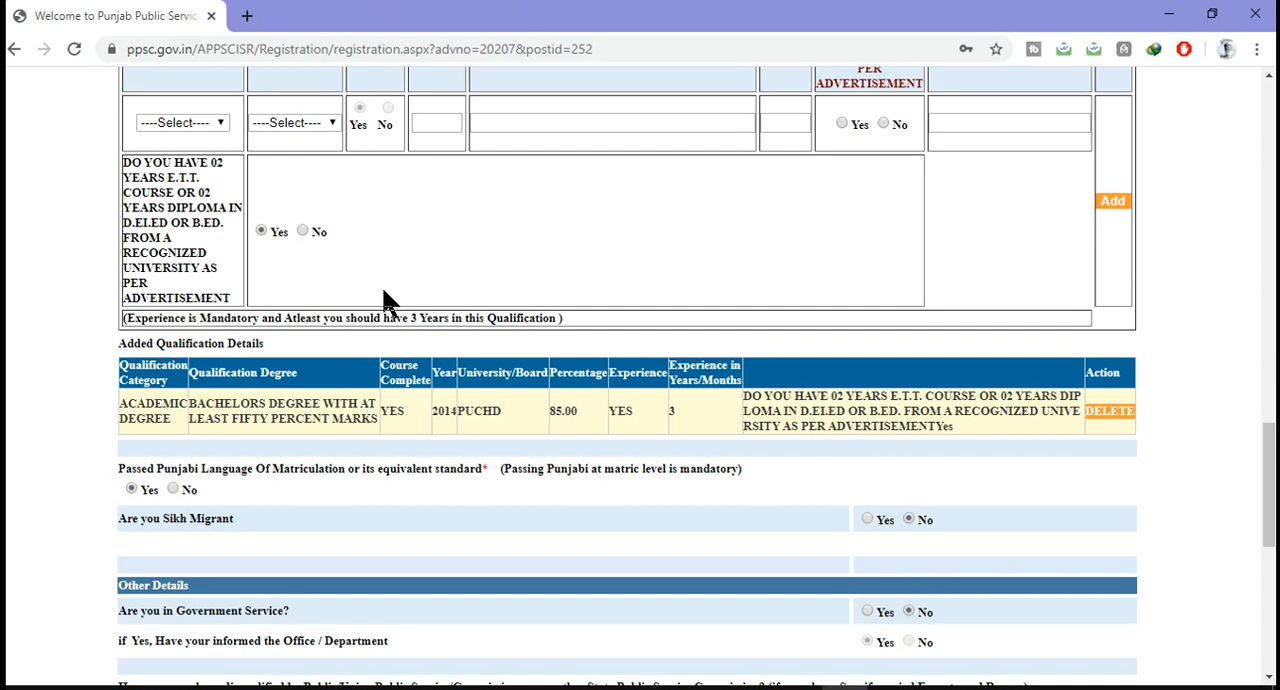 Welcome to Punjab Public Servic
ppsc.gov.in/APPSCISR/Registration/registration.aspx?advno=20207&postid=252
PER
ADVERTISEMENT
----Select----
----Select----
Yes No
Yes No
DO YOU HAVE 02
YEARS E.T.T.
COURSE OR 02
YEARS DIPLOMA IN
D.El.ED OR B.ED.
FROM A
RECOGNIZED
UNIVERSITY AS
PER
ADVERTISEMENT
Yes No
Add
(Experience is Mandatory and Atleast you should have 3 Years in this Qualification )
Added Qualification Details
Qualification Category Qualification Degree Course Complete Year University/Board Percentage Experience Experience in Years/Months Action
ACADEMIC DEGREE BACHELORS DEGREE WITH AT LEAST FIFTY PERCENT MARKS YES 2014 PUCHD 85.00 YES 3 DO YOU HAVE 02 YEARS E.T.T. COURSE OR 02 YEARS DIP
LOMA IN D.ELED OR B.ED. FROM A RECOGNIZED UNIVE
RSITY AS PER ADVERTISEMENTYes
DELETE
Passed Punjabi Language Of Matriculation or its equivalent standard* (Passing Punjabi at matric level is mandatory)
Yes No
Are you Sikh Migrant Yes No
Other Details
Are you in Government Service? Yes No
if Yes, Have your informed the Office / Department Yes No